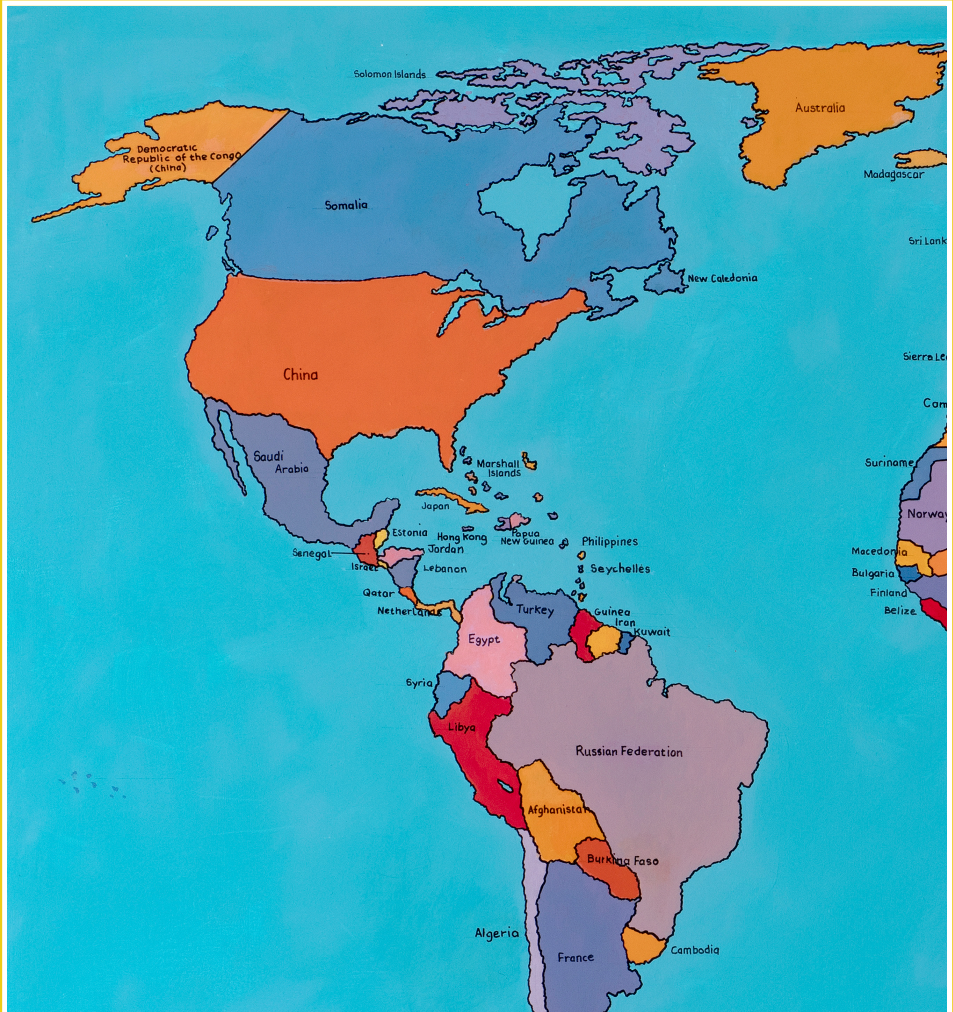 Solomon Islands
Australia
Democratic
Republic of the Congo
(China)
Madagascar
Somalia
Sri Lank
New Caledonia
Sierra Le
China
Cam
Saudi
Arabia
Marshall
Islands
Suriname
Japan
Norway
Estonia
Hong Kong
Papua
New Guinea
Philippines
Senegal
Jordan
Macedonia
Israel
Lebanon
Seychelles
Bulgaria
Qatar
Finland
Netherlands
Turkey
Guinea
Belize
Iran
Kuwait
Egypt
Syria
Libya
Russian Federation
Afghanistan
Burkina Faso
Algeria
Cambodia
France